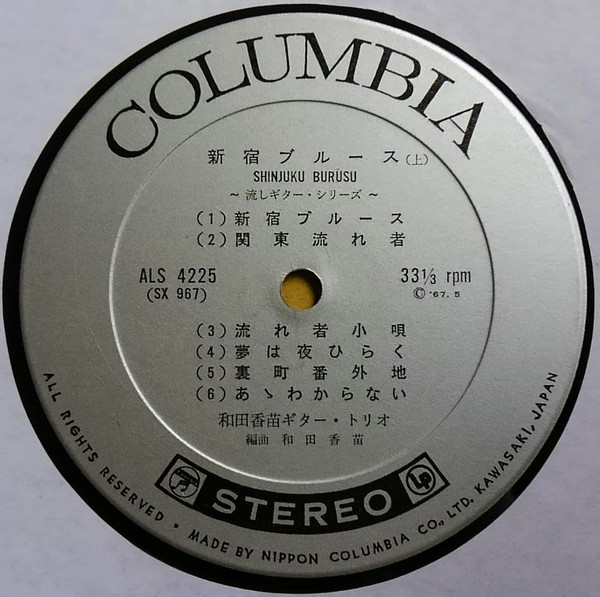 COLUMBIA
新宿ブルース(上)
SHINJUKU BURŪSU
~ 流しギター・シリーズ ~
(1) 新宿ブルース
(2) 関東流れ者
ALS 4225
(SX 967)
33⅓ rpm
© '67. 5
(3) 流れ者小唄
(4) 夢は夜ひらく
(5) 裏町番外地
(6) あゝわからない
和田香苗ギター・トリオ
編曲 和田香苗
STEREO
LP
ALL RIGHTS RESERVED • MADE BY NIPPON COLUMBIA CO., LTD. KAWASAKI, JAPAN